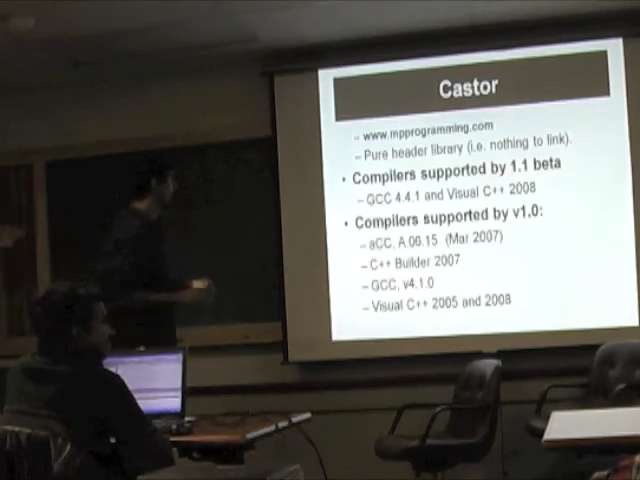 Castor
– www.mpprogramming.com
– Pure header library (i.e. nothing to link).
• Compilers supported by 1.1 beta
– GCC 4.4.1 and Visual C++ 2008
• Compilers supported by v1.0:
– aCC, A.06.15 (Mar 2007)
– C++ Builder 2007
– GCC, v4.1.0
– Visual C++ 2005 and 2008